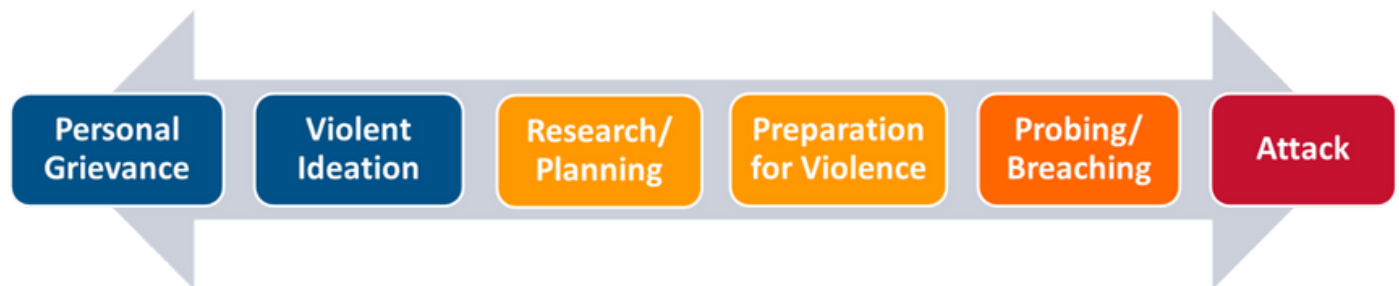 Personal
Grievance
Violent
Ideation
Research/
Planning
Preparation
for Violence
Probing/
Breaching
Attack